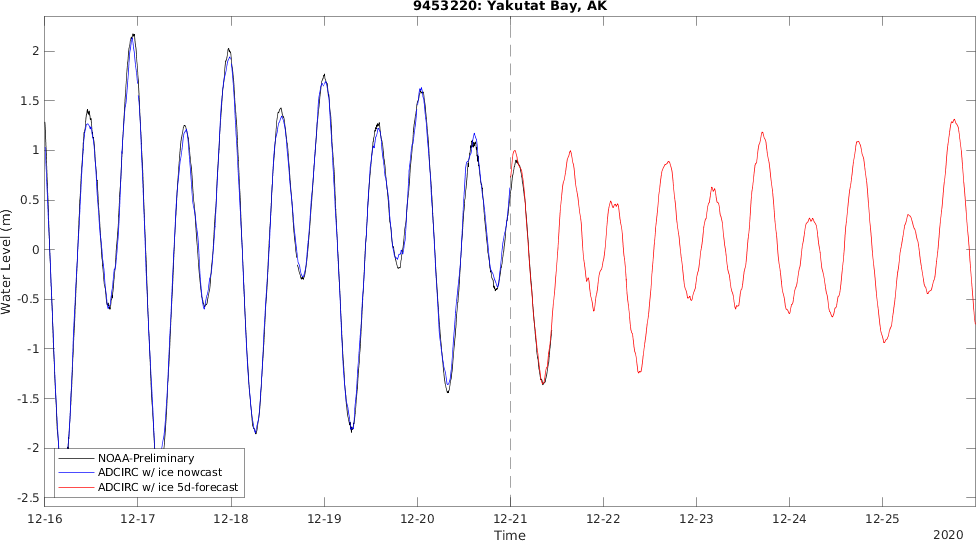 9453220: Yakutat Bay, AK
2
1.5
1
0.5
0
-0.5
-1
-1.5
-2
-2.5
Water Level (m)
NOAA-Preliminary
ADCIRC w/ ice nowcast
ADCIRC w/ ice 5d-forecast
12-16 12-17 12-18 12-19 12-20 12-21 12-22 12-23 12-24 12-25
Time
2020